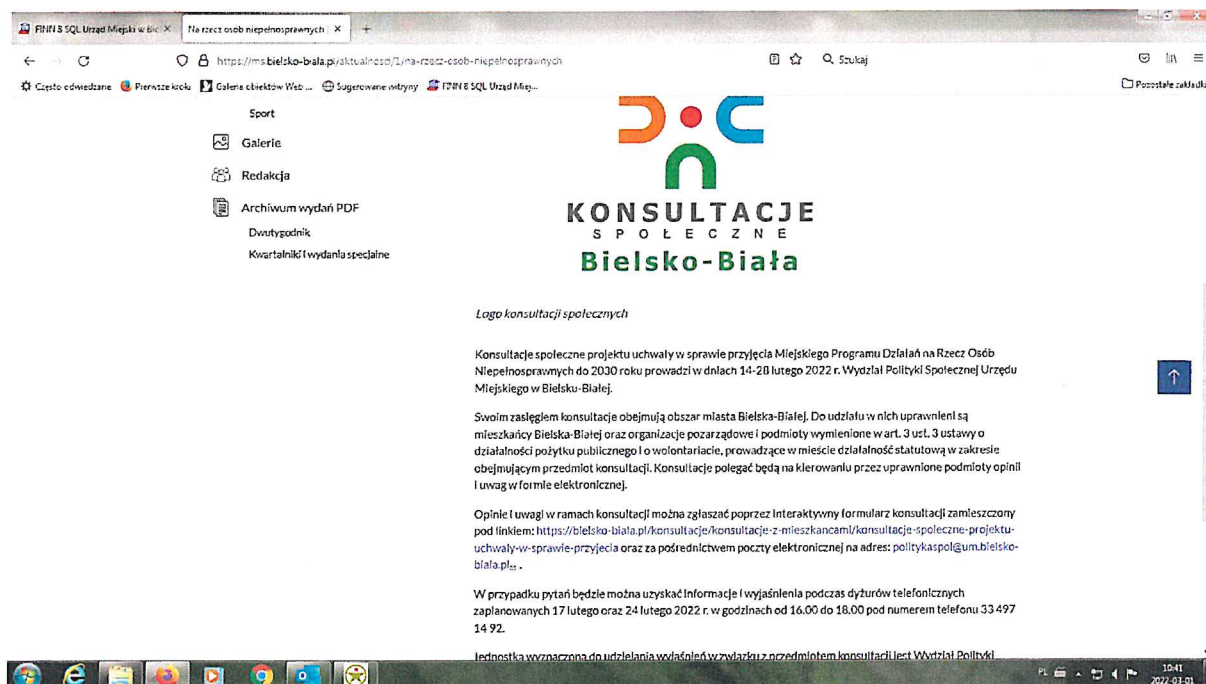 FINN 8 SQL Urząd Miejski w Bie
Na rzecz osób niepełnosprawnych |
https://ms.bielsko-biala.pl/aktualnosci/1/na-rzecz-osob-niepelnosprawnych
Szukaj
Często odwiedzane
Pierwsze kroki
Galeria obiektów Web ...
Sugerowane witryny
FINN 8 SQL Urząd Miej...
Pozostałe zakładki
Sport
Galerie
Redakcja
Archiwum wydań PDF
Dwutygodnik
Kwartalniki i wydania specjalne
KONSULTACJE
SPOŁECZNE
Bielsko-Biała
Logo konsultacji społecznych
Konsultacje społeczne projektu uchwały w sprawie przyjęcia Miejskiego Programu Działań na Rzecz Osób
Niepełnosprawnych do 2030 roku prowadzi w dniach 14-28 lutego 2022 r. Wydział Polityki Społecznej Urzędu
Miejskiego w Bielsku-Białej.
Swoim zasięgiem konsultacje obejmują obszar miasta Bielska-Białej. Do udziału w nich uprawnieni są
mieszkańcy Bielska-Białej oraz organizacje pozarządowe i podmioty wymienione w art. 3 ust. 3 ustawy o
działalności pożytku publicznego i o wolontariacie, prowadzące w mieście działalność statutową w zakresie
obejmującym przedmiot konsultacji. Konsultacje polegać będą na kierowaniu przez uprawnione podmioty opinii
i uwag w formie elektronicznej.
Opinie i uwagi w ramach konsultacji można zgłaszać poprzez interaktywny formularz konsultacji zamieszczony
pod linkiem: https://bielsko-biala.pl/konsultacje/konsultacje-z-mieszkancami/konsultacje-spoleczne-projektu-
uchwaly-w-sprawie-przyjecia oraz za pośrednictwem poczty elektronicznej na adres: politykaspol@um.bielsko-
biala.pl .
W przypadku pytań będzie można uzyskać informacje i wyjaśnienia podczas dyżurów telefonicznych
zaplanowanych 17 lutego oraz 24 lutego 2022 r. w godzinach od 16.00 do 18.00 pod numerem telefonu 33 497
14 92.
Jednostką wyznaczoną do udzielania wyjaśnień w związku z przedmiotem konsultacji jest Wydział Polityki
PL
10:41
2022-03-01